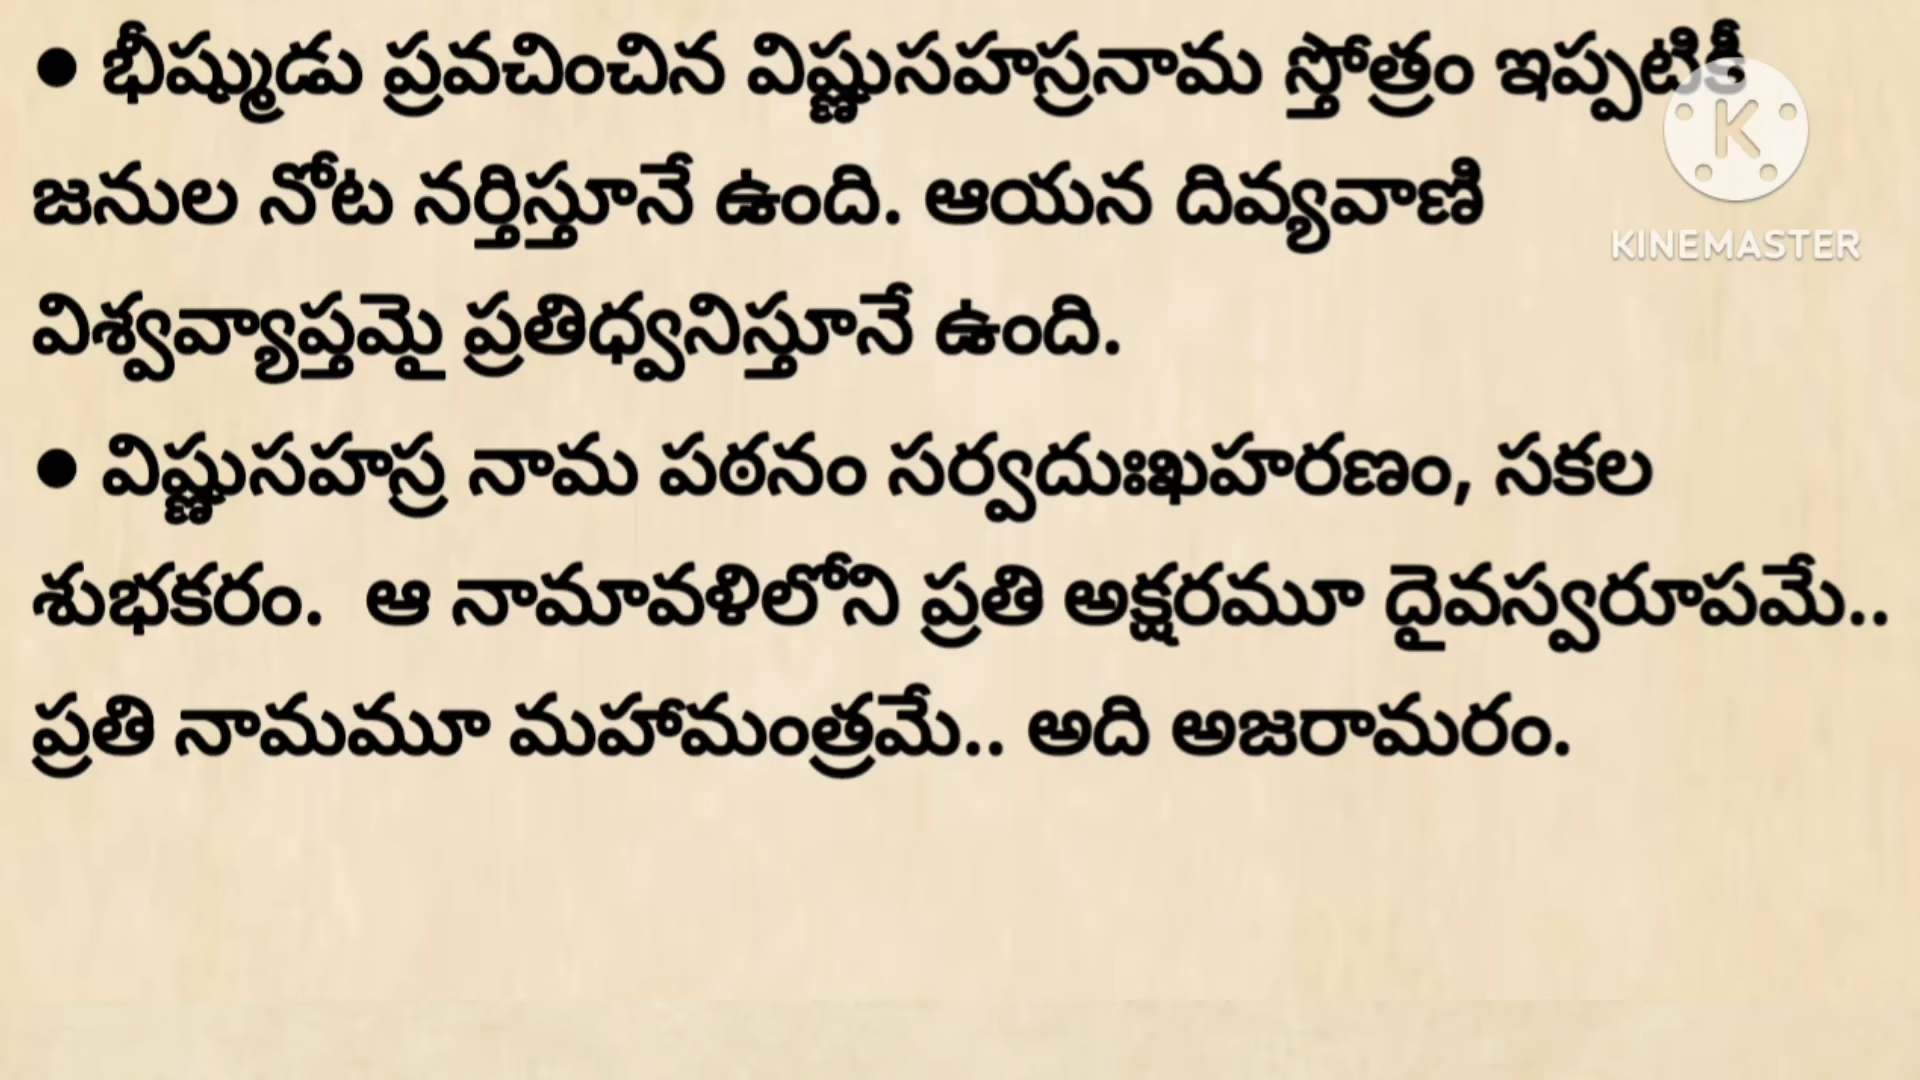 • భీష్ముడు ప్రవచించిన విష్ణుసహస్రనామ స్తోత్రం ఇప్పటికీ
జనుల నోట నర్తిస్తూనే ఉంది. ఆయన దివ్యవాణి
విశ్వవ్యాప్తమై ప్రతిధ్వనిస్తూనే ఉంది.
• విష్ణుసహస్ర నామ పఠనం సర్వదుఃఖహరణం, సకల
శుభకరం. ఆ నామావళిలోని ప్రతి అక్షరమూ దైవస్వరూపమే..
ప్రతి నామమూ మహామంత్రమే.. అది అజరామరం.
K
KINEMASTER